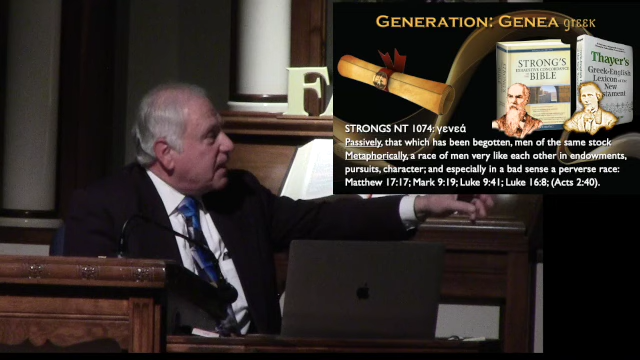 GENERATION: GENEA greek
STRONG'S
EXHAUSTIVE CONCORDANCE
BIBLE
Thayer's
Greek-English
Lexicon of the
New
Testament
F
STRONGS NT 1074: γενεά
Passively, that which has been begotten, men of the same stock
Metaphorically, a race of men very like each other in endowments,
pursuits, character; and especially in a bad sense a perverse race:
Matthew 17:17; Mark 9:19; Luke 9:41; Luke 16:8; (Acts 2:40).